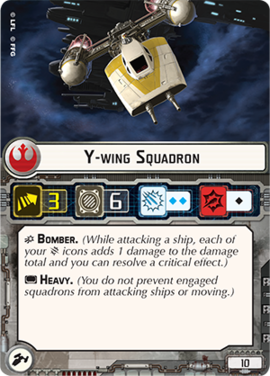 © LFL © FFG
Y-wing Squadron
3 6
Bomber. (While attacking a ship, each of
your icons adds 1 damage to the damage
total and you can resolve a critical effect.)
Heavy. (You do not prevent engaged
squadrons from attacking ships or moving.)
10